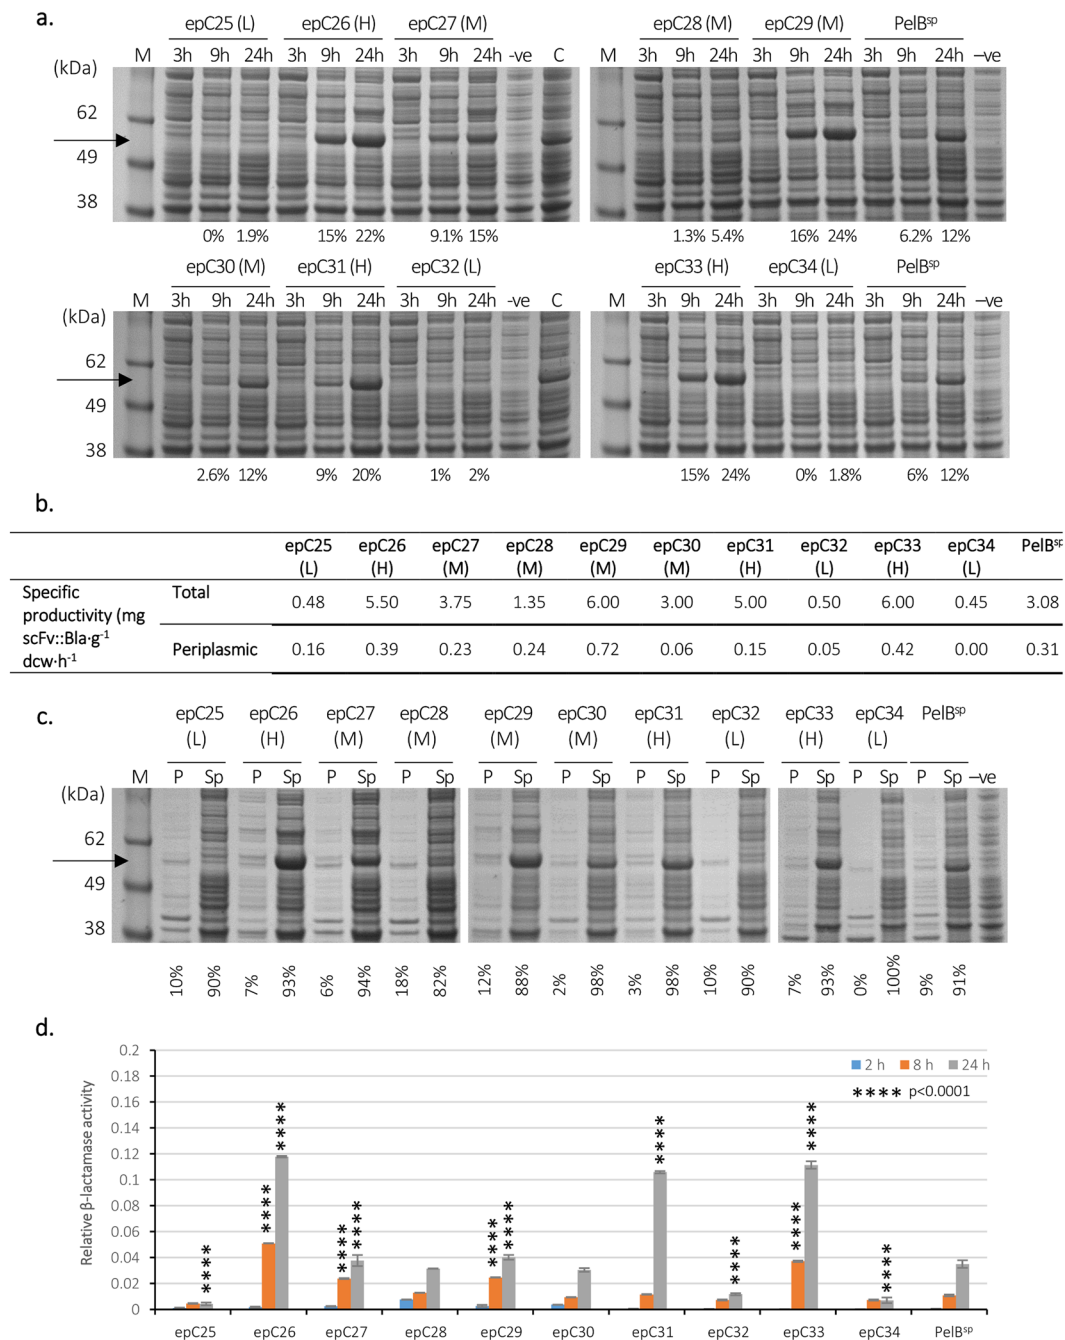 a.
epC25 (L) epC26 (H) epC27 (M) epC28 (M) epC29 (M) PelBsp
M 3h 9h 24h 3h 9h 24h 3h 9h 24h -ve C M 3h 9h 24h 3h 9h 24h 3h 9h 24h –ve
(kDa)
62
49
38
0% 1.9% 15% 22% 9.1% 15% 1.3% 5.4% 16% 24% 6.2% 12%
epC30 (M) epC31 (H) epC32 (L) epC33 (H) epC34 (L) PelBsp
M 3h 9h 24h 3h 9h 24h 3h 9h 24h -ve C M 3h 9h 24h 3h 9h 24h 3h 9h 24h –ve
(kDa)
62
49
38
2.6% 12% 9% 20% 1% 2% 15% 24% 0% 1.8% 6% 12%
b.
epC25 epC26 epC27 epC28 epC29 epC30 epC31 epC32 epC33 epC34 PelBsp
(L) (H) (M) (M) (M) (M) (H) (L) (H) (L)
Specific productivity (mg scFv::Bla·g-1 dcw·h-1
Total 0.48 5.50 3.75 1.35 6.00 3.00 5.00 0.50 6.00 0.45 3.08
Periplasmic 0.16 0.39 0.23 0.24 0.72 0.06 0.15 0.05 0.42 0.00 0.31
c.
epC25 epC26 epC27 epC28 epC29 epC30 epC31 epC32 epC33 epC34 PelBsp
(L) (H) (M) (M) (M) (M) (H) (L) (H) (L)
M P Sp P Sp P Sp P Sp P Sp P Sp P Sp P Sp P Sp P Sp P Sp –ve
(kDa)
62
49
38
10% 90% 7% 93% 6% 94% 18% 82% 12% 88% 2% 98% 3% 98% 10% 90% 7% 93% 0% 100% 9% 91%
d.
Relative β-lactamase activity
0.2
0.18
0.16
0.14
0.12
0.1
0.08
0.06
0.04
0.02
0
2 h 8 h 24 h
**** p<0.0001
**** **** **** **** **** **** **** **** **** **** **** ****
epC25 epC26 epC27 epC28 epC29 epC30 epC31 epC32 epC33 epC34 PelBsp